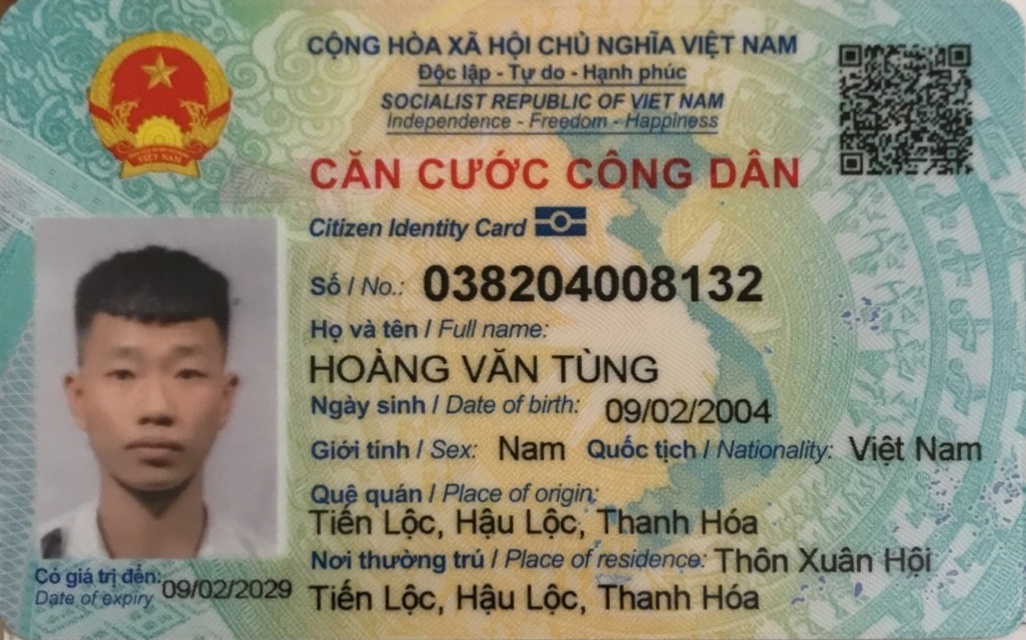 CỘNG HÒA XÃ HỘI CHỦ NGHĨA VIỆT NAM
Độc lập - Tự do - Hạnh phúc
SOCIALIST REPUBLIC OF VIET NAM
Independence - Freedom - Happiness
CĂN CƯỚC CÔNG DÂN
Citizen Identity Card
Số / No.: 038204008132
Họ và tên / Full name:
HOÀNG VĂN TÙNG
Ngày sinh / Date of birth: 09/02/2004
Giới tính / Sex: Nam Quốc tịch / Nationality: Việt Nam
Quê quán / Place of origin:
Tiến Lộc, Hậu Lộc, Thanh Hóa
Nơi thường trú / Place of residence: Thôn Xuân Hội
Tiến Lộc, Hậu Lộc, Thanh Hóa
Có giá trị đến: 09/02/2029
Date of expiry
VIỆT NAM